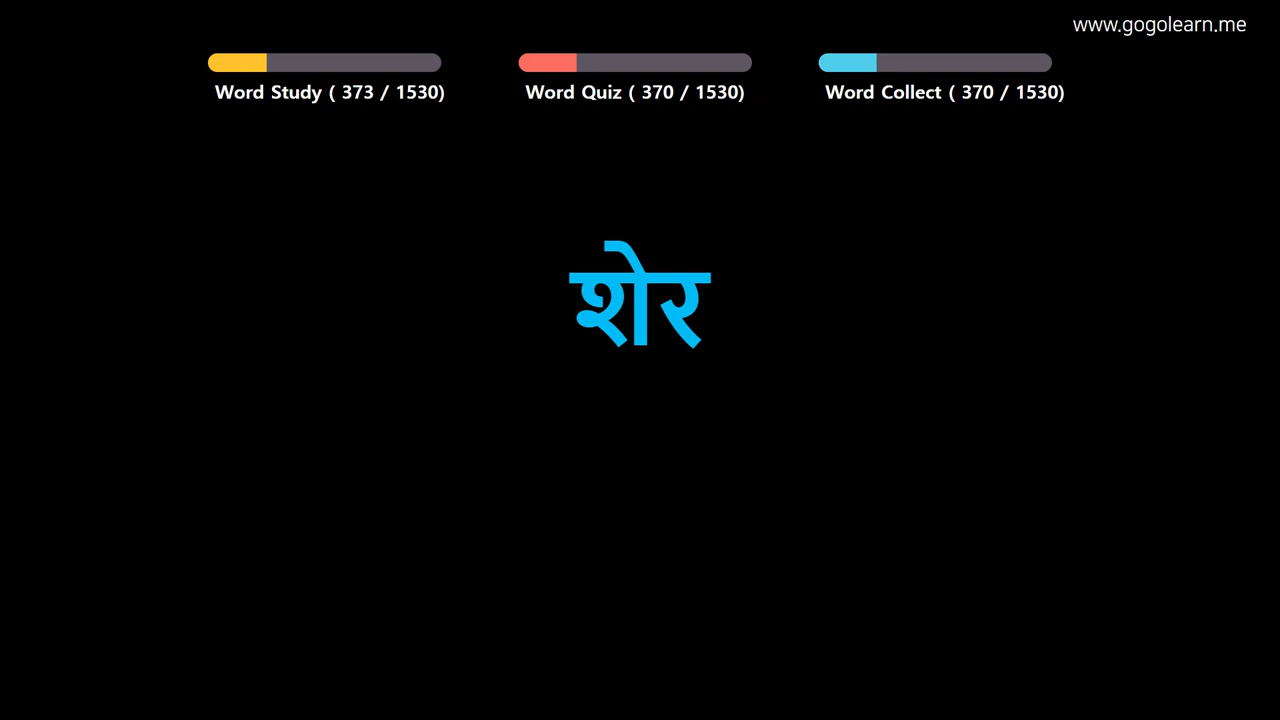 www.gogolearn.me
Word Study ( 373 / 1530)
Word Quiz ( 370 / 1530)
Word Collect ( 370 / 1530)
शेर